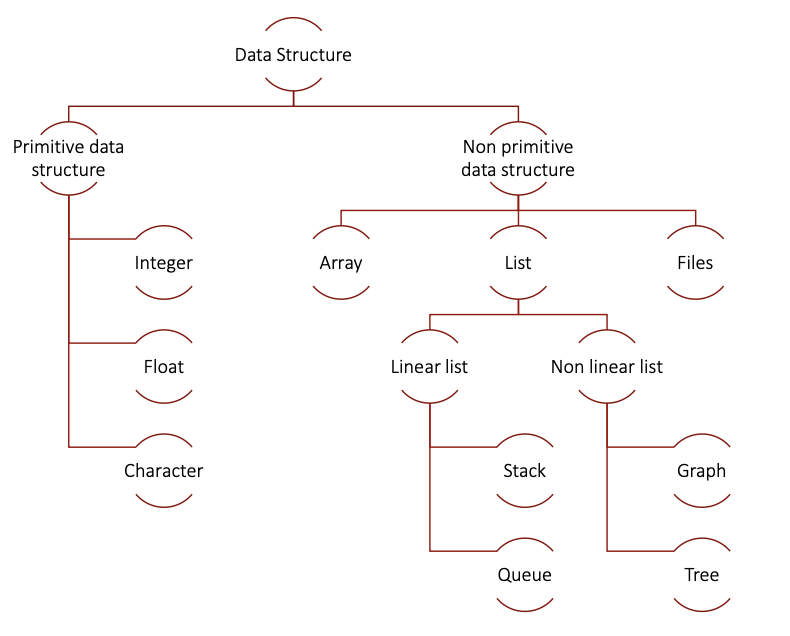 Data Structure
Primitive data
structure
Non primitive
data structure
Integer
Array
List
Files
Float
Linear list
Non linear list
Character
Stack
Graph
Queue
Tree